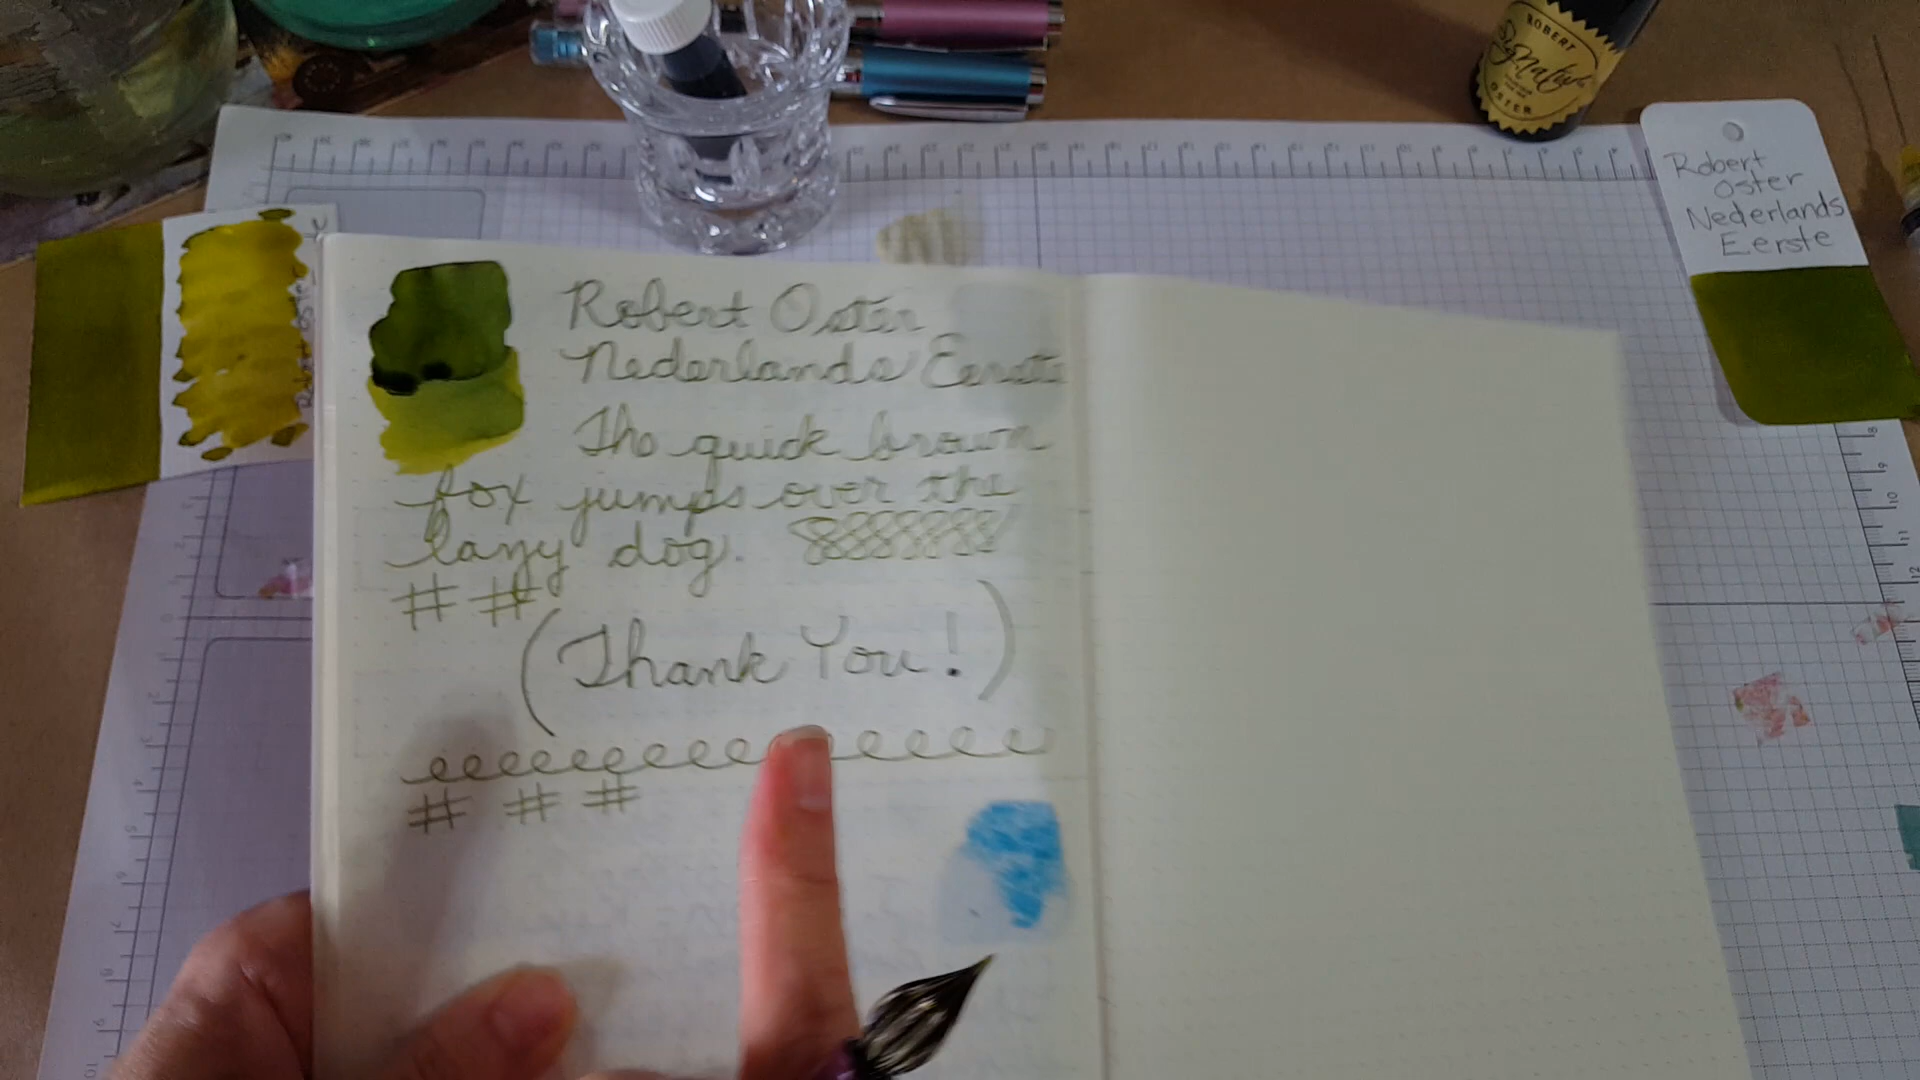 ROBERT
Signature
OSTER
Robert
Oster
Nederlands
Eerste
Robert Oster
Nederlands Eerste
The quick brown
fox jumps over the
lazy dog.
# #
(Thank You!)
eeeeeeeeeeeeee
# # #